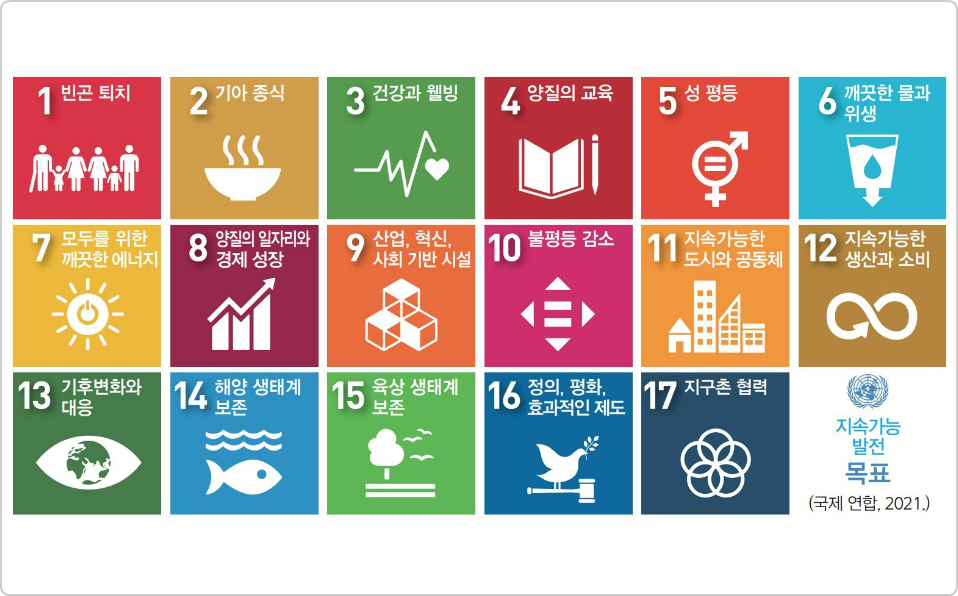 1 빈곤 퇴치
2 기아 종식
3 건강과 웰빙
4 양질의 교육
5 성 평등
6 깨끗한 물과
위생
7 모두를 위한
깨끗한 에너지
8 양질의 일자리와
경제 성장
9 산업, 혁신,
사회 기반 시설
10 불평등 감소
11 지속가능한
도시와 공동체
12 지속가능한
생산과 소비
13 기후변화와
대응
14 해양 생태계
보존
15 육상 생태계
보존
16 정의, 평화,
효과적인 제도
17 지구촌 협력
지속가능
발전
목표
(국제 연합, 2021.)